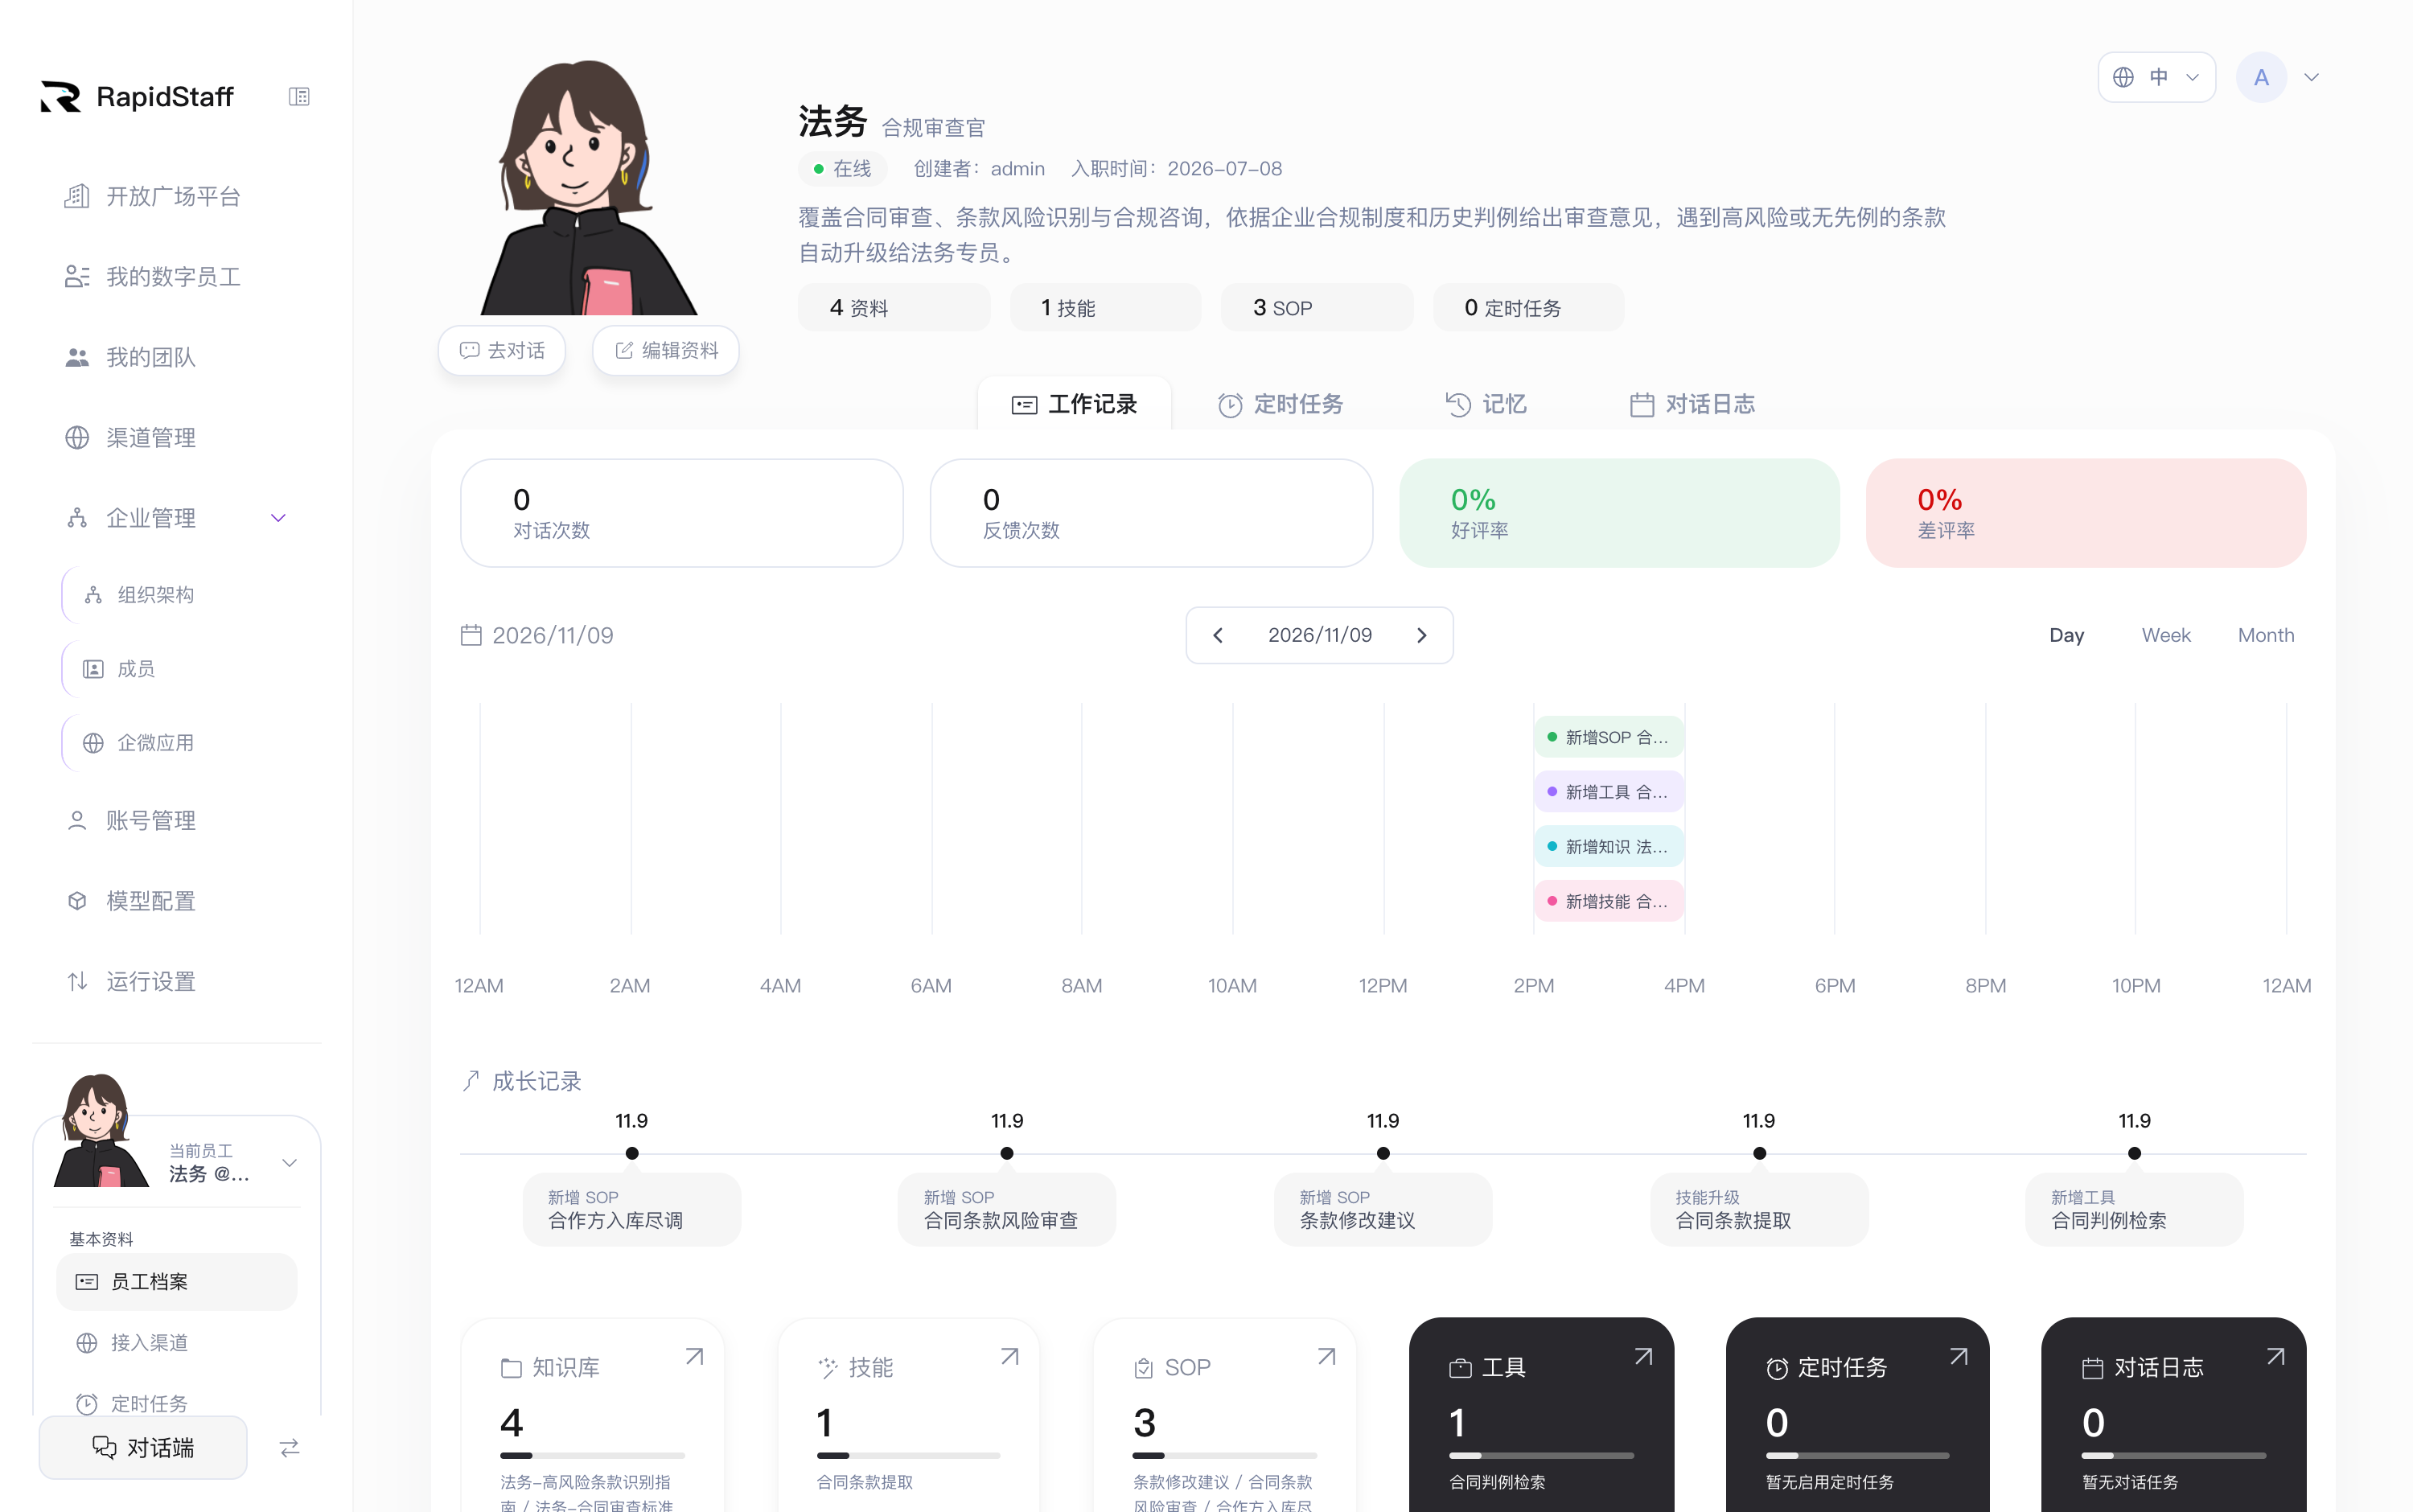 RapidStaff
开放广场平台
我的数字员工
我的团队
渠道管理
企业管理
组织架构
成员
企微应用
账号管理
模型配置
运行设置
当前员工
法务 @...
基本资料
员工档案
接入渠道
定时任务
对话端
中
A
法务 合规审查官
在线 创建者：admin 入职时间：2026-07-08
覆盖合同审查、条款风险识别与合规咨询，依据企业合规制度和历史判例给出审查意见，遇到高风险或无先例的条款
自动升级给法务专员。
4 资料 1 技能 3 SOP 0 定时任务
去对话 编辑资料
工作记录 定时任务 记忆 对话日志
0 0 0% 0%
对话次数 反馈次数 好评率 差评率
2026/11/09 2026/11/09 Day Week Month
新增SOP 合...
新增工具 合...
新增知识 法...
新增技能 合...
12AM 2AM 4AM 6AM 8AM 10AM 12PM 2PM 4PM 6PM 8PM 10PM 12AM
成长记录
11.9 11.9 11.9 11.9 11.9
新增 SOP 新增 SOP 新增 SOP 技能升级 新增工具
合作方入库尽调 合同条款风险审查 条款修改建议 合同条款提取 合同判例检索
知识库 技能 SOP 工具 定时任务 对话日志
4 1 3 1 0 0
法务-高风险条款识别指 合同条款提取 条款修改建议 / 合同条款 合同判例检索 暂无启用定时任务 暂无对话任务
南 / 法务-合同审查标准 风险审查 / 合作方入库尽